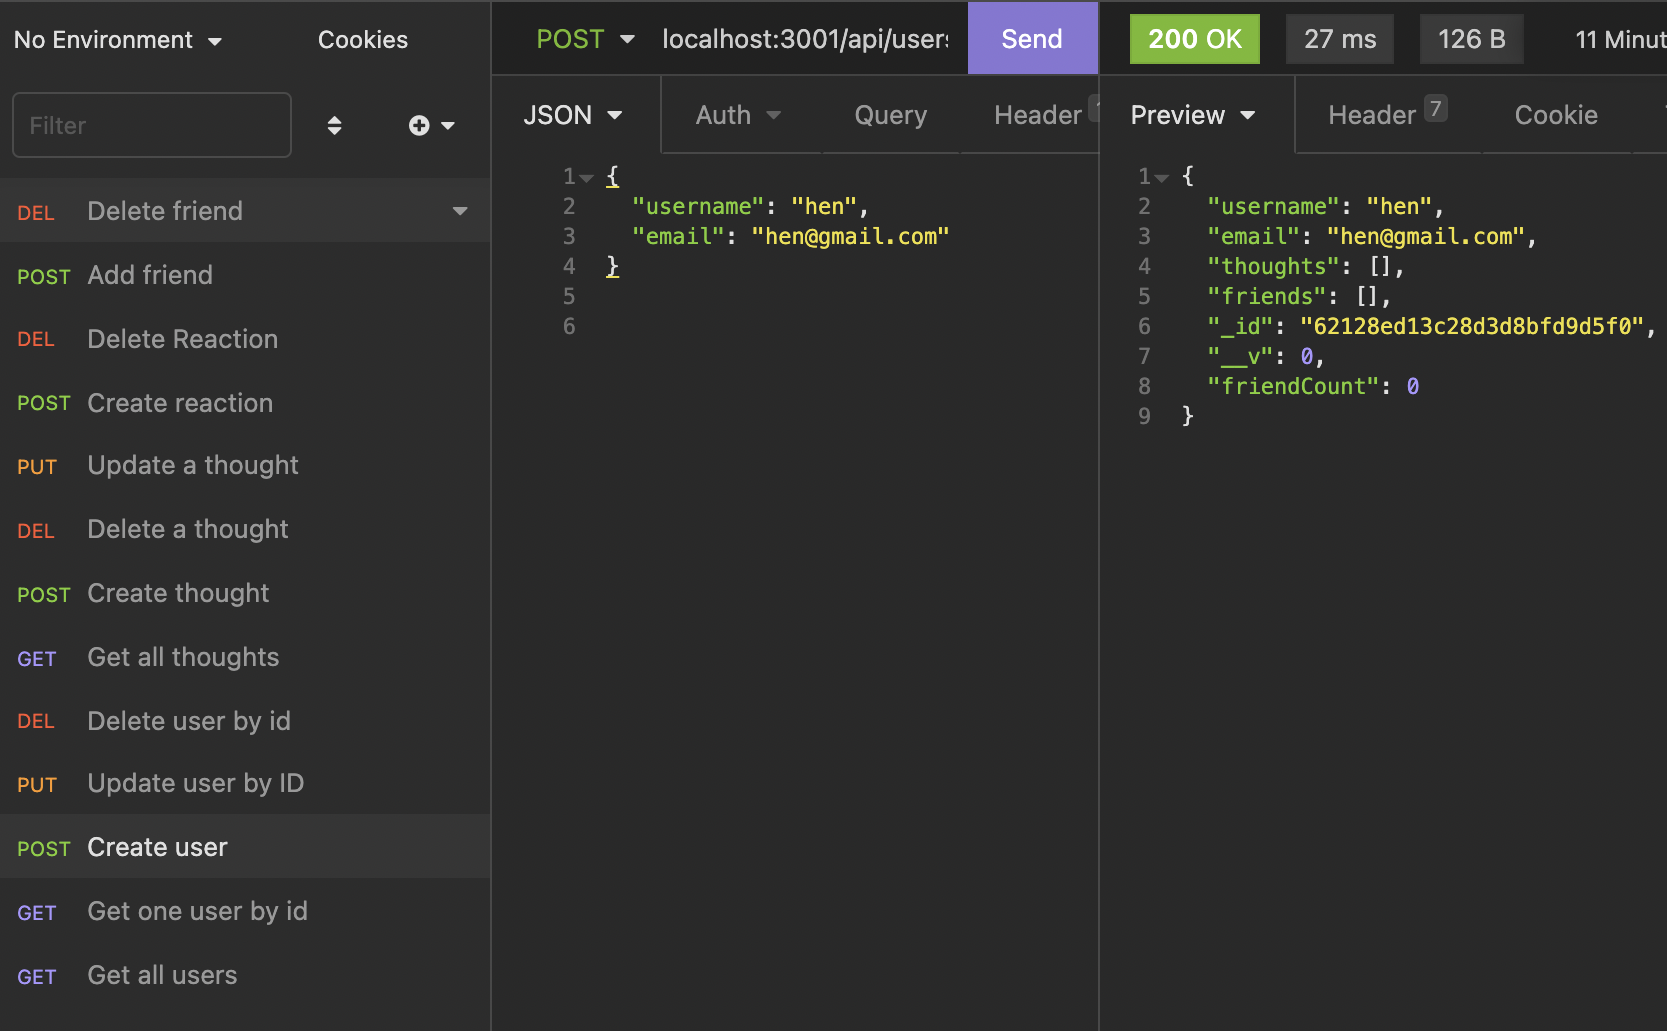 No Environment Cookies
Filter
DEL Delete friend
POST Add friend
DEL Delete Reaction
POST Create reaction
PUT Update a thought
DEL Delete a thought
POST Create thought
GET Get all thoughts
DEL Delete user by id
PUT Update user by ID
POST Create user
GET Get one user by id
GET Get all users
POST localhost:3001/api/users Send
JSON Auth Query Header 1
1 {
2 "username": "hen",
3 "email": "hen@gmail.com"
4 }
5
6
200 OK 27 ms 126 B 11 Minut
Preview Header 7 Cookie
1 {
2 "username": "hen",
3 "email": "hen@gmail.com",
4 "thoughts": [],
5 "friends": [],
6 "_id": "62128ed13c28d3d8bfd9d5f0",
7 "__v": 0,
8 "friendCount": 0
9 }